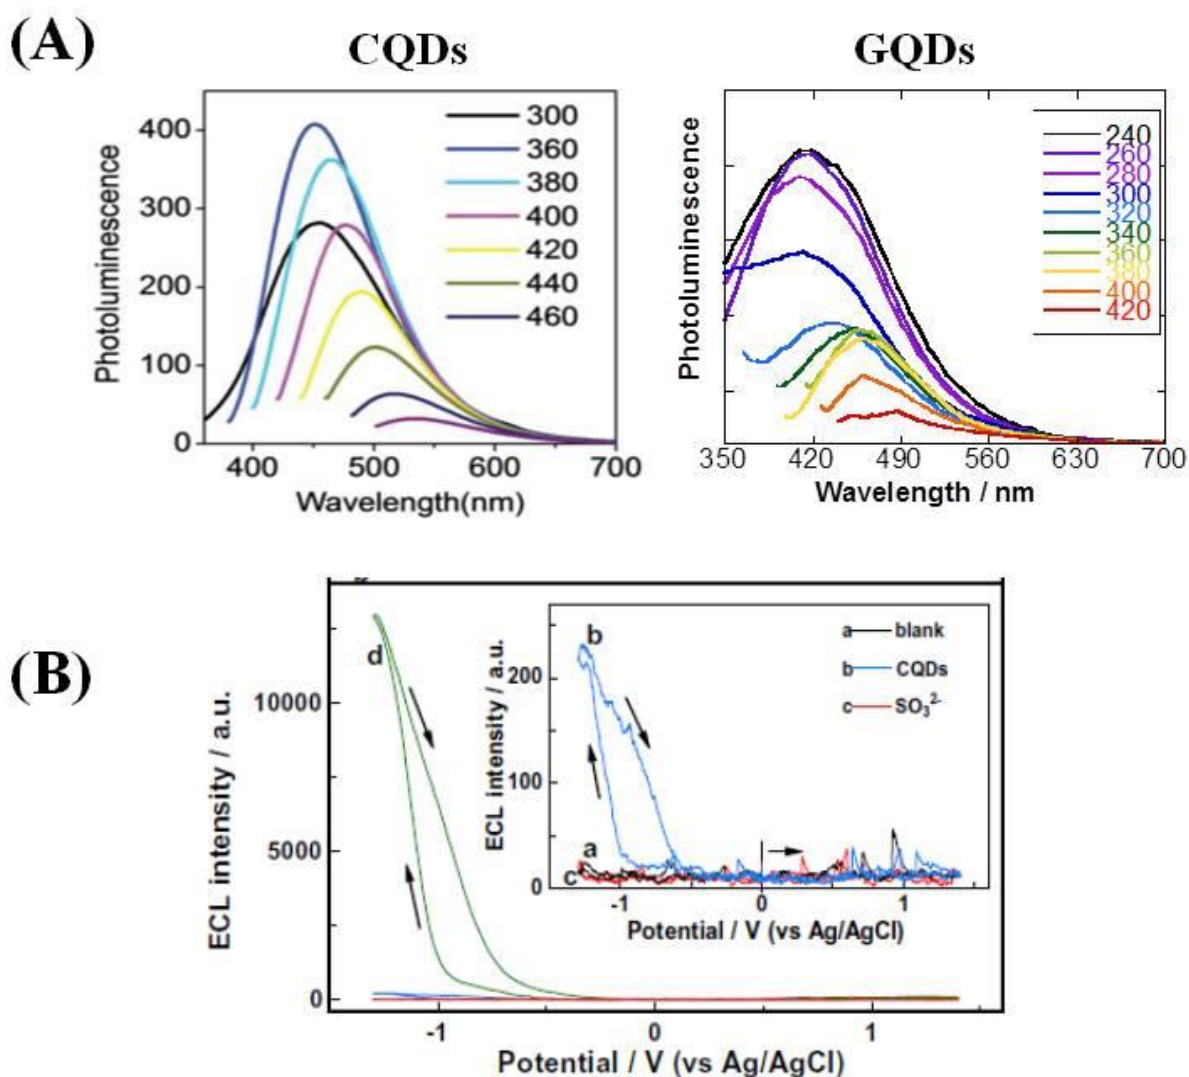 (A)
CQDs
GQDs
Photoluminescence
400
300
200
100
0
400
500
600
700
Wavelength(nm)
300
360
380
400
420
440
460
Photoluminescence
350
420
490
560
630
700
Wavelength / nm
240
260
280
300
320
340
360
380
400
420
(B)
ECL intensity / a.u.
10000
5000
0
-1
0
1
Potential / V (vs Ag/AgCl)
d
ECL intensity / a.u.
200
100
0
-1
0
1
Potential / V (vs Ag/AgCl)
b
a
c
a blank
b CQDs
c SO₃²⁻